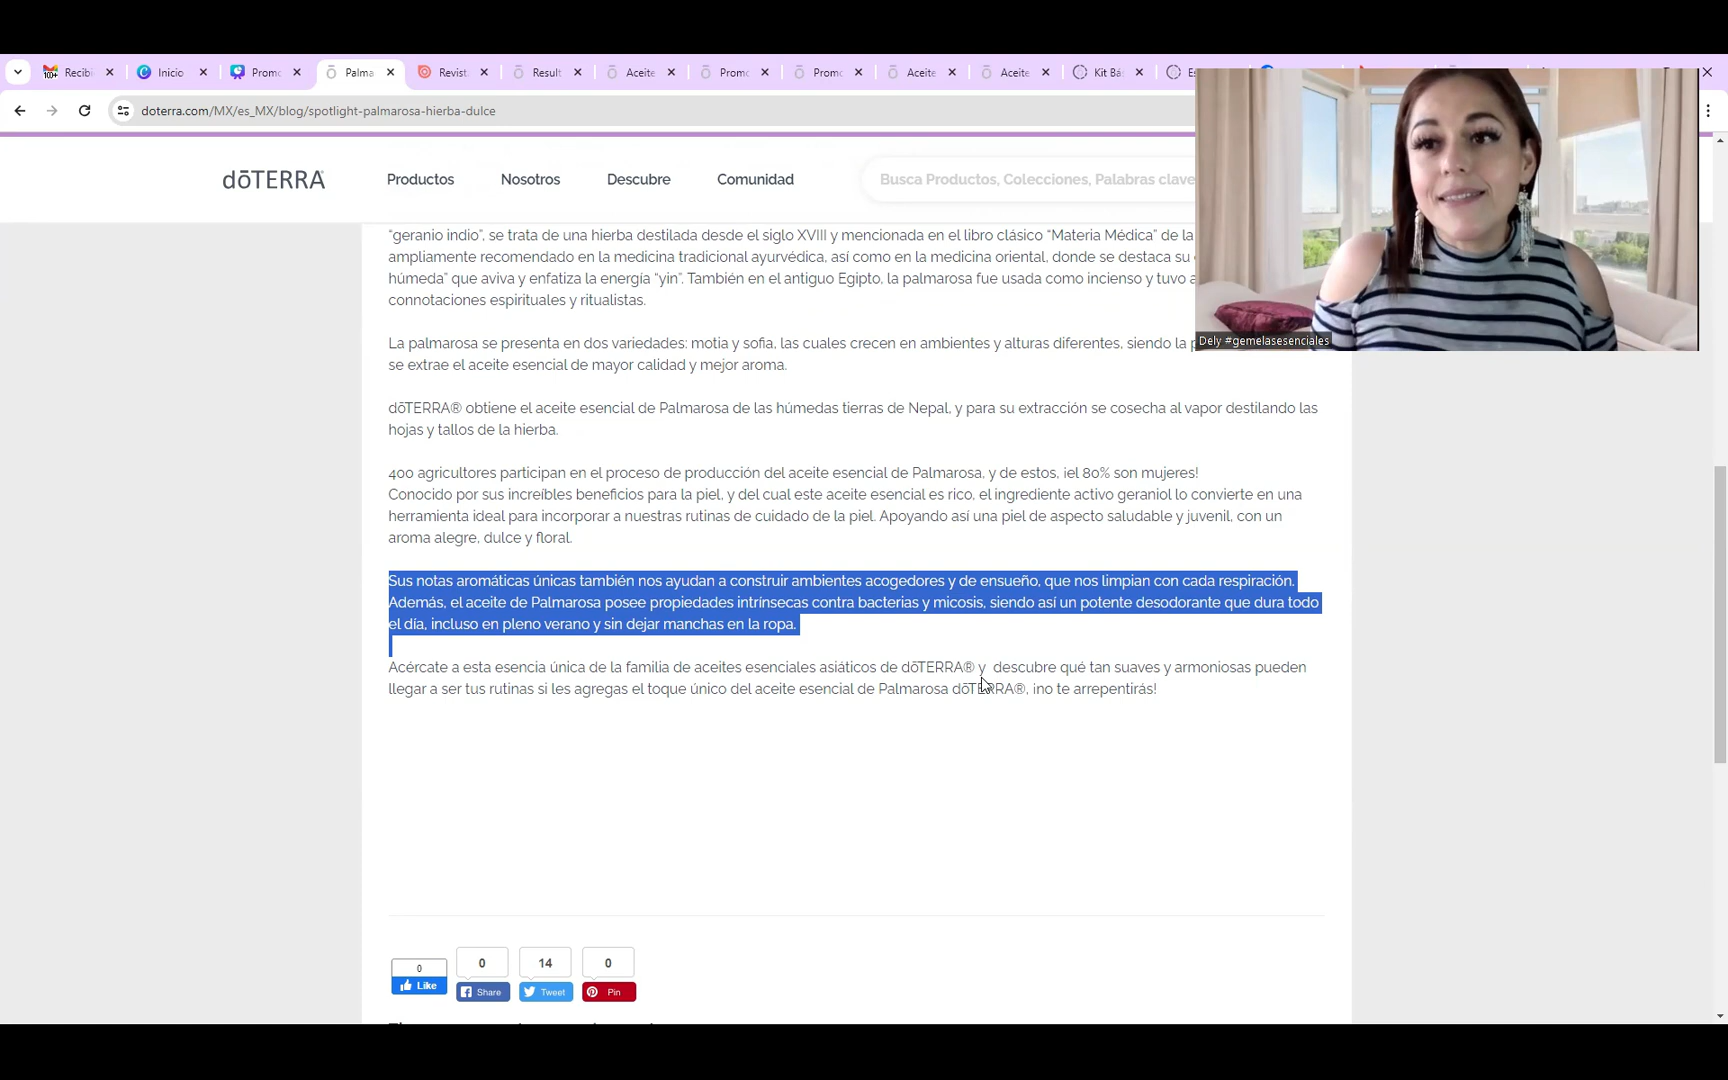 Recibi
Inicio
Promo
Palma
Revist
Result
Aceite
Promo
Promo
Aceite
Aceite
Kit Bá
Es
doterra.com/MX/es_MX/blog/spotlight-palmarosa-hierba-dulce
dōTERRA
Productos
Nosotros
Descubre
Comunidad
Busca Productos, Colecciones, Palabras clave
Dely #gemelasesenciales
“geranio indio”, se trata de una hierba destilada desde el siglo XVIII y mencionada en el libro clásico “Materia Médica” de la
ampliamente recomendado en la medicina tradicional ayurvédica, así como en la medicina oriental, donde se destaca su
húmeda” que aviva y enfatiza la energía “yin”. También en el antiguo Egipto, la palmarosa fue usada como incienso y tuvo
connotaciones espirituales y ritualistas.
La palmarosa se presenta en dos variedades: motia y sofia, las cuales crecen en ambientes y alturas diferentes, siendo la
se extrae el aceite esencial de mayor calidad y mejor aroma.
dōTERRA® obtiene el aceite esencial de Palmarosa de las húmedas tierras de Nepal, y para su extracción se cosecha al vapor destilando las
hojas y tallos de la hierba.
400 agricultores participan en el proceso de producción del aceite esencial de Palmarosa, y de estos, ¡el 80% son mujeres!
Conocido por sus increíbles beneficios para la piel, y del cual este aceite esencial es rico, el ingrediente activo geraniol lo convierte en una
herramienta ideal para incorporar a nuestras rutinas de cuidado de la piel. Apoyando así una piel de aspecto saludable y juvenil, con un
aroma alegre, dulce y floral.
Sus notas aromáticas únicas también nos ayudan a construir ambientes acogedores y de ensueño, que nos limpian con cada respiración.
Además, el aceite de Palmarosa posee propiedades intrínsecas contra bacterias y micosis, siendo así un potente desodorante que dura todo
el día, incluso en pleno verano y sin dejar manchas en la ropa.
Acércate a esta esencia única de la familia de aceites esenciales asiáticos de dōTERRA® y descubre qué tan suaves y armoniosas pueden
llegar a ser tus rutinas si les agregas el toque único del aceite esencial de Palmarosa dōTERRA®, ¡no te arrepentirás!
0
0
14
0
Like
Share
Tweet
Pin